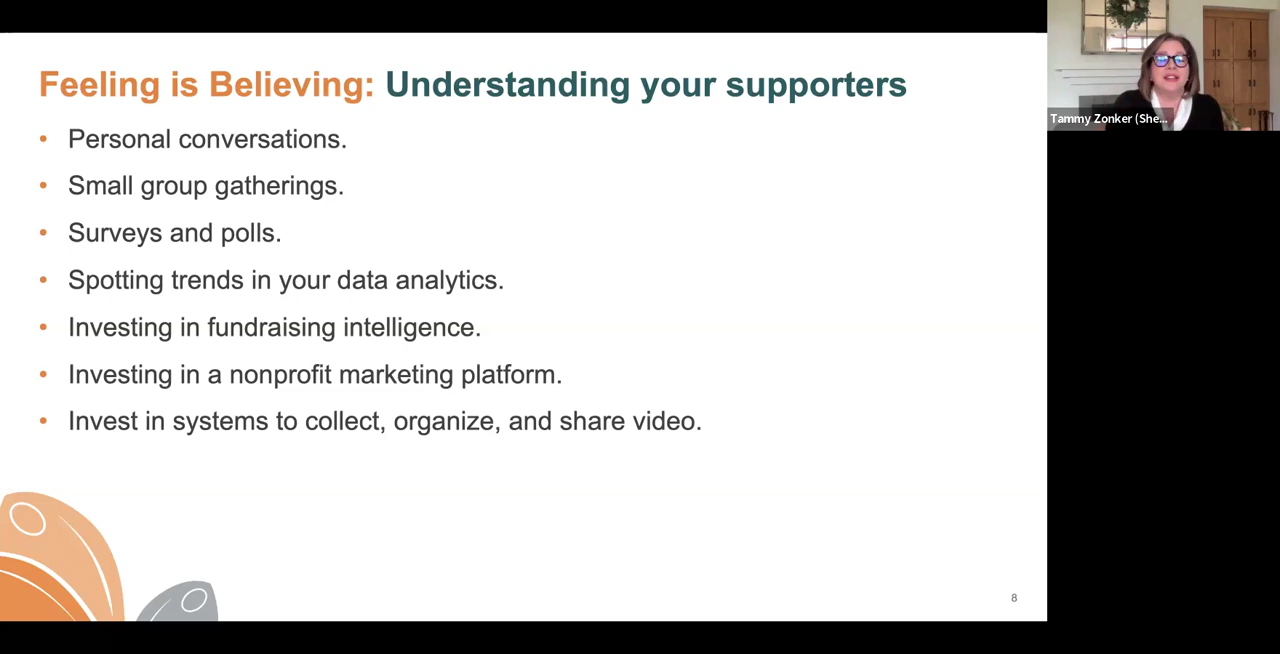 Feeling is Believing: Understanding your supporters
• Personal conversations.
• Small group gatherings.
• Surveys and polls.
• Spotting trends in your data analytics.
• Investing in fundraising intelligence.
• Investing in a nonprofit marketing platform.
• Invest in systems to collect, organize, and share video.
8
Tammy Zonker (She...